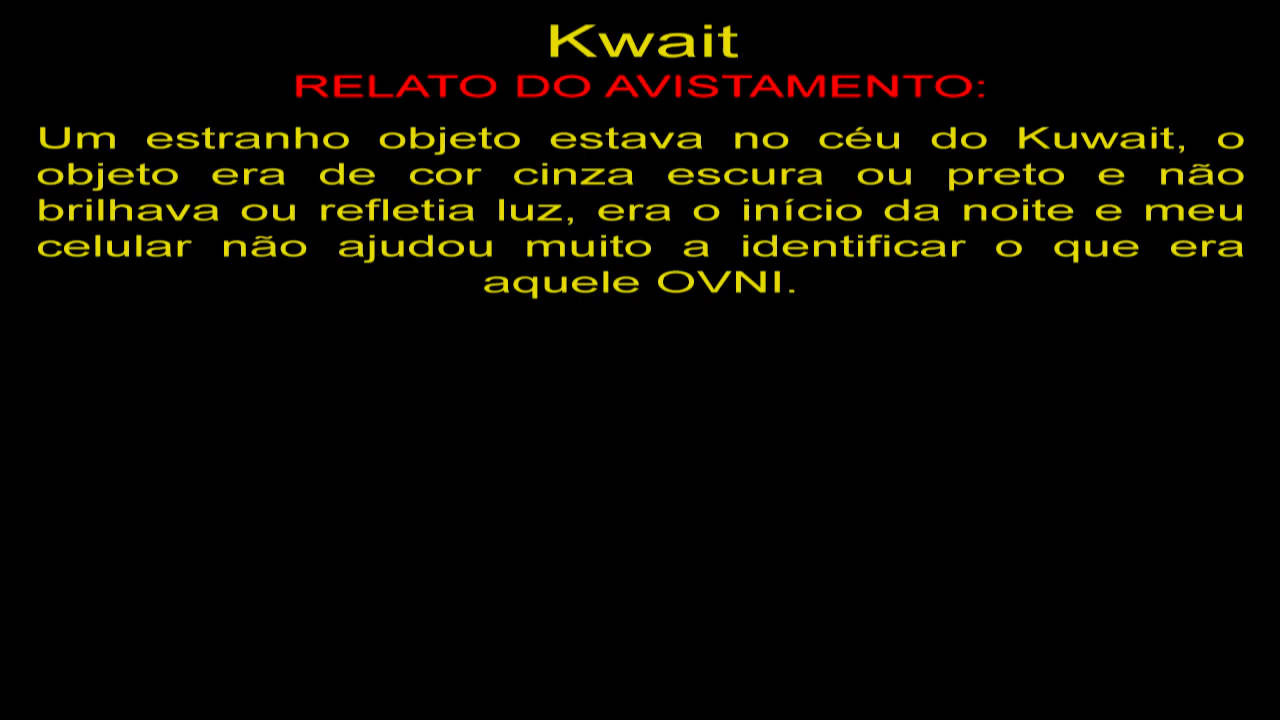 Kwait
RELATO DO AVISTAMENTO:
Um estranho objeto estava no céu do Kuwait, o
objeto era de cor cinza escura ou preto e não
brilhava ou refletia luz, era o início da noite e meu
celular não ajudou muito a identificar o que era
aquele OVNI.